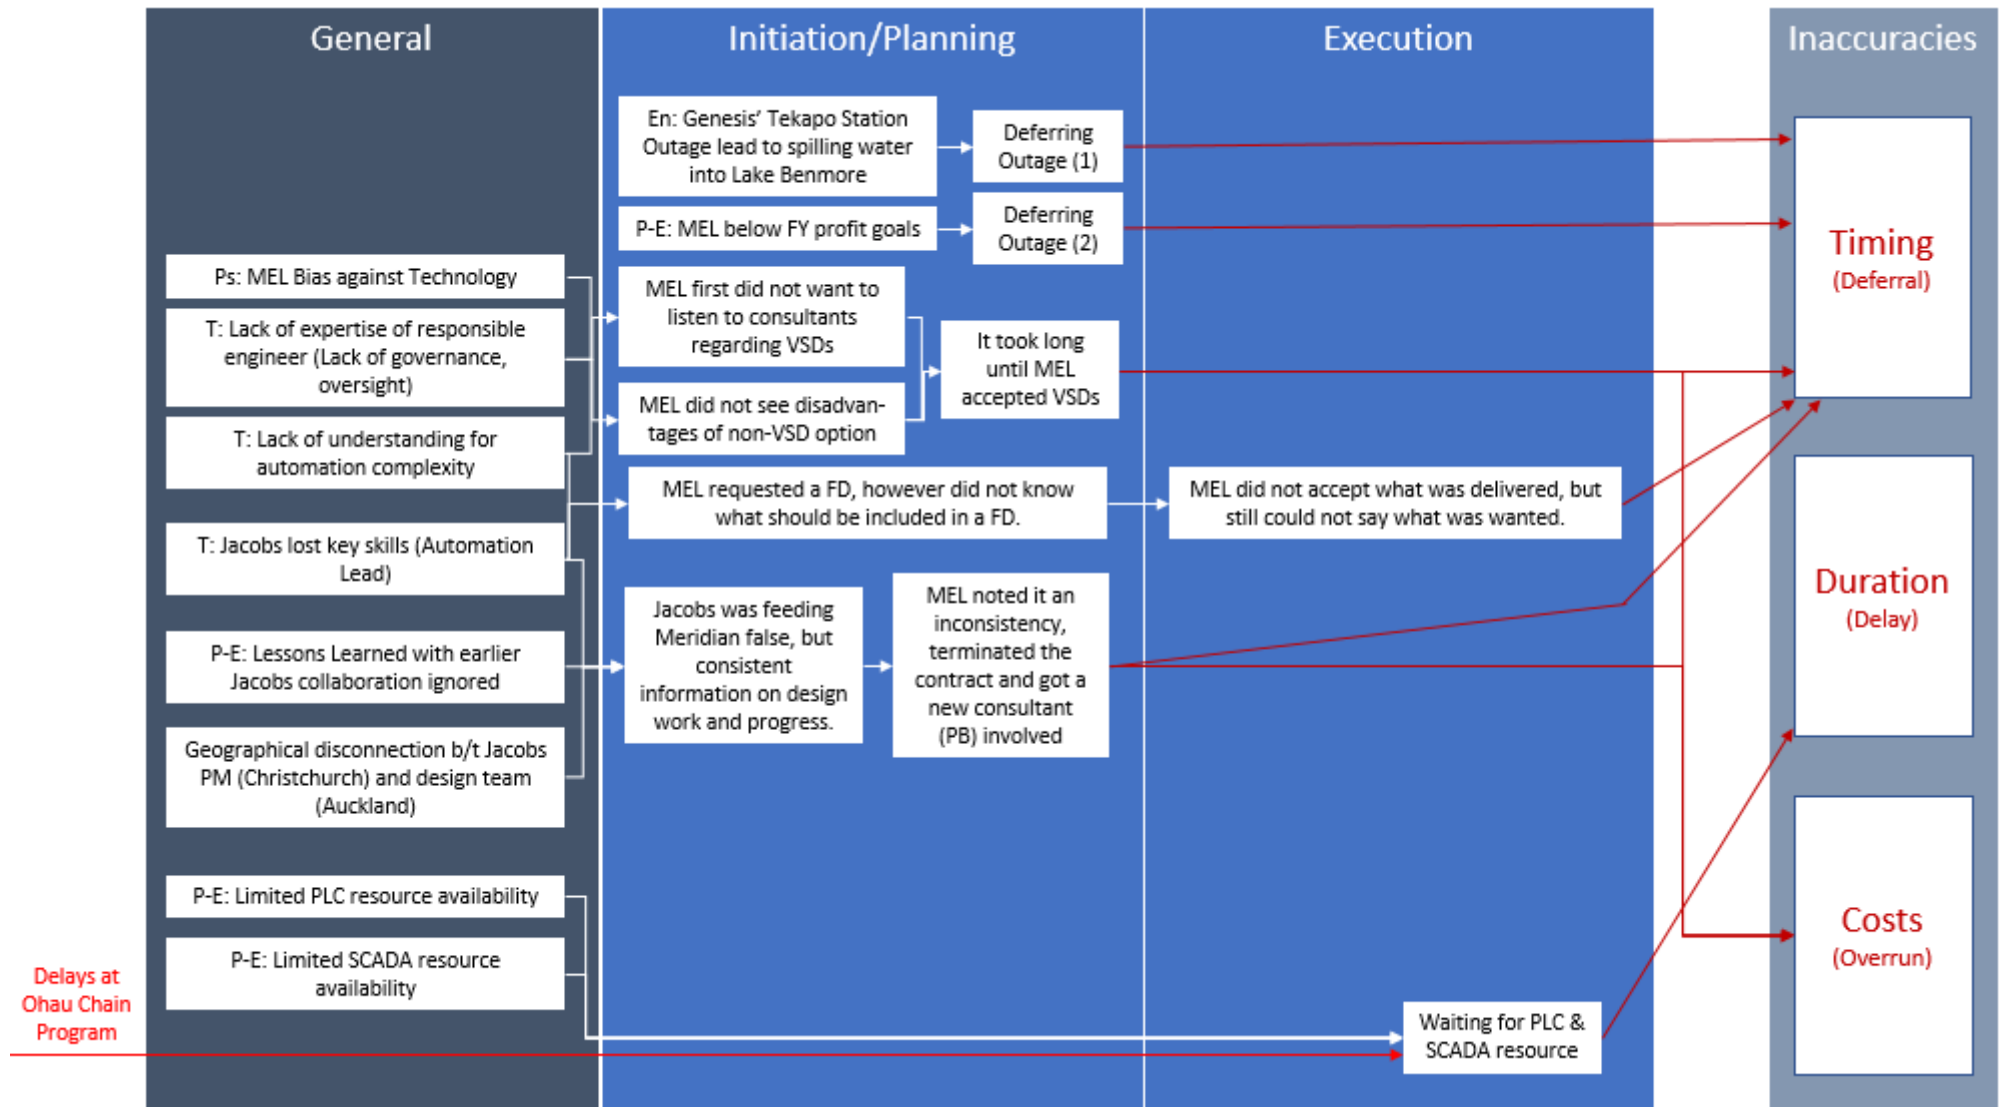 General
Initiation/Planning
Execution
Inaccuracies
En: Genesis' Tekapo Station
Outage lead to spilling water
into Lake Benmore
Deferring
Outage (1)
P-E: MEL below FY profit goals
Deferring
Outage (2)
Ps: MEL Bias against Technology
T: Lack of expertise of responsible
engineer (Lack of governance,
oversight)
T: Lack of understanding for
automation complexity
T: Jacobs lost key skills (Automation
Lead)
P-E: Lessons Learned with earlier
Jacobs collaboration ignored
Geographical disconnection b/t Jacobs
PM (Christchurch) and design team
(Auckland)
P-E: Limited PLC resource availability
P-E: Limited SCADA resource
availability
Delays at
Ohau Chain
Program
MEL first did not want to
listen to consultants
regarding VSDs
MEL did not see disadvan-
tages of non-VSD option
It took long
until MEL
accepted VSDs
MEL requested a FD, however did not know
what should be included in a FD.
MEL did not accept what was delivered, but
still could not say what was wanted.
Jacobs was feeding
Meridian false, but
consistent
information on design
work and progress.
MEL noted it an
inconsistency,
terminated the
contract and got a
new consultant
(PB) involved
Waiting for PLC &
SCADA resource
Timing
(Deferral)
Duration
(Delay)
Costs
(Overrun)